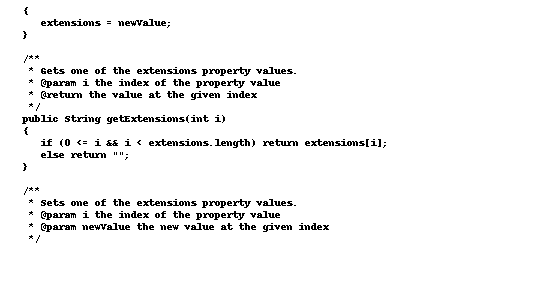 {
extensions = newValue;
}
/**
* Gets one of the extensions property values.
* @param i the index of the property value
* @return the value at the given index
*/
public String getExtensions(int i)
{
if (0 <= i && i < extensions.length) return extensions[i];
else return "";
}
/**
* Sets one of the extensions property values.
* @param i the index of the property value
* @param newValue the new value at the given index
*/